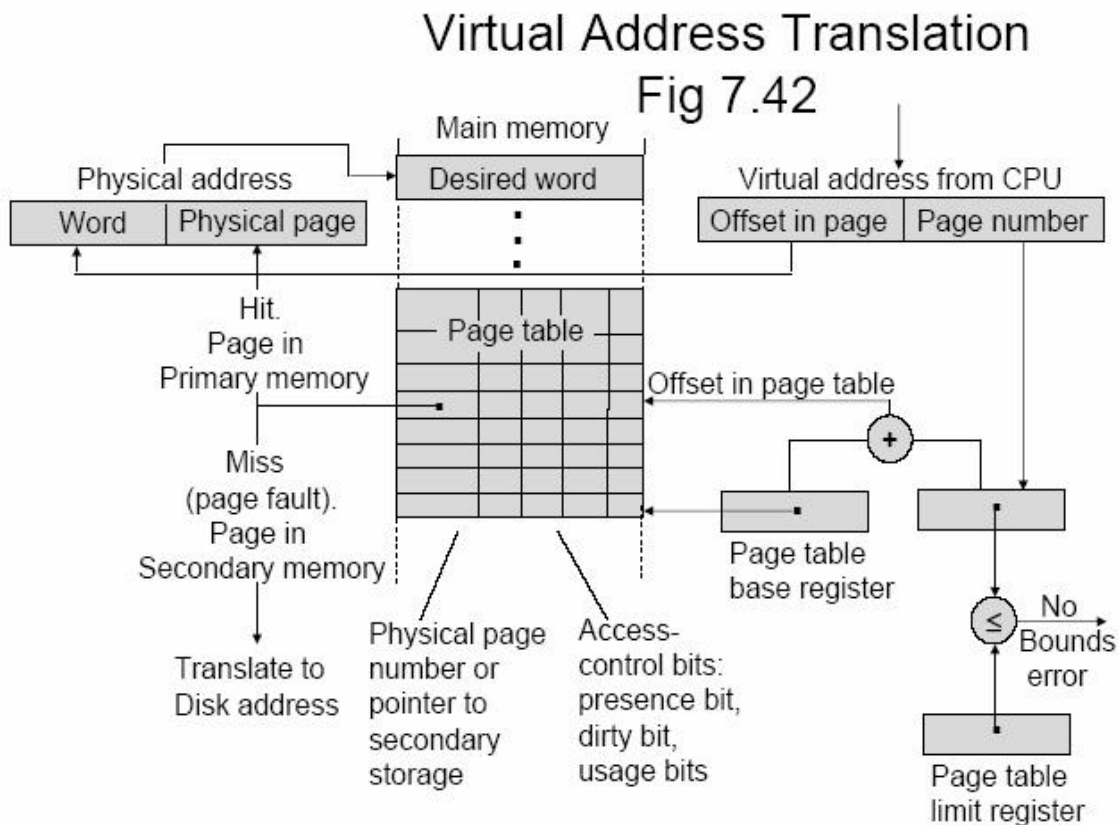 Virtual Address Translation
Fig 7.42
Main memory
Physical address
Desired word
Virtual address from CPU
Word
Physical page
Offset in page
Page number
Hit.
Page in
Primary memory
Page table
Offset in page table
+
Miss
(page fault).
Page in
Secondary memory
Page table
base register
≤
No
Bounds
error
Translate to
Disk address
Physical page
number or
pointer to
secondary
storage
Access-
control bits:
presence bit,
dirty bit,
usage bits
Page table
limit register